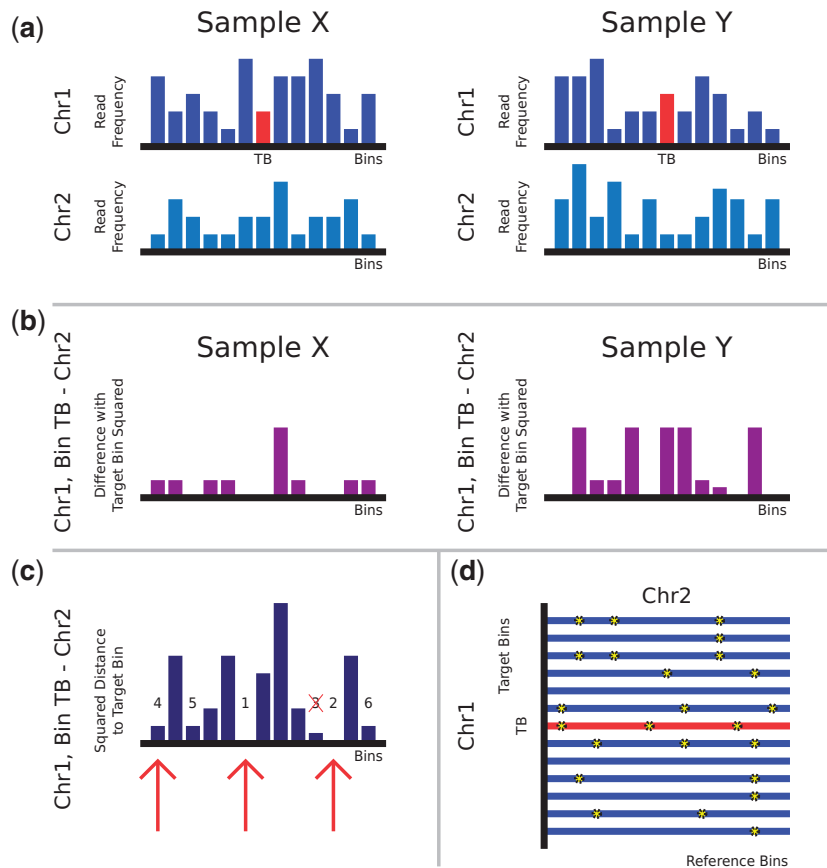 (a)
Sample X
Sample Y
Chr1
Read
Frequency
TB
Bins
Chr1
Read
Frequency
TB
Bins
Chr2
Read
Frequency
Bins
Chr2
Read
Frequency
Bins
(b)
Sample X
Sample Y
Chr1, Bin TB - Chr2
Difference with
Target Bin Squared
Bins
Chr1, Bin TB - Chr2
Difference with
Target Bin Squared
Bins
(c)
Chr1, Bin TB - Chr2
Squared Distance
to Target Bin
4 5 1 3 2 6
Bins
(d)
Chr2
Chr1
Target Bins
TB
Reference Bins